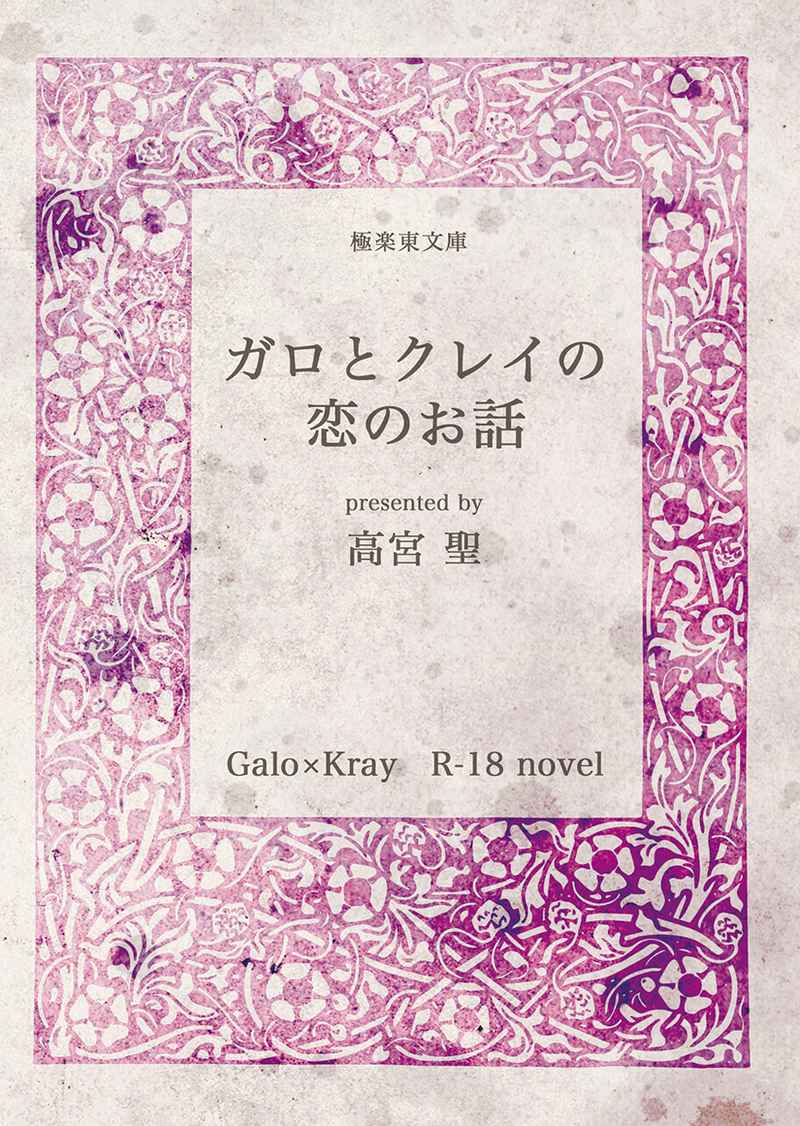 極楽東文庫
ガロとクレイの
恋のお話
presented by
高宮 聖
Galo×Kray R-18 novel